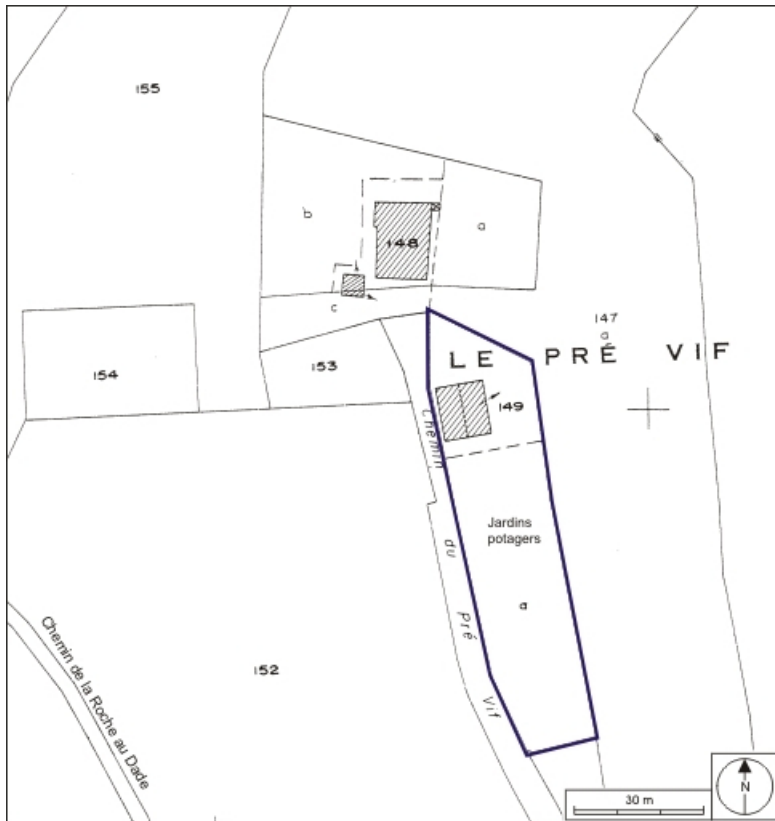 155
b
148
a
c
147
a
LE PRÉ VIF
154
153
149
Chemin du Pré Vif
Jardins
potagers
a
152
Chemin de la Roche au Dade
30 m
N